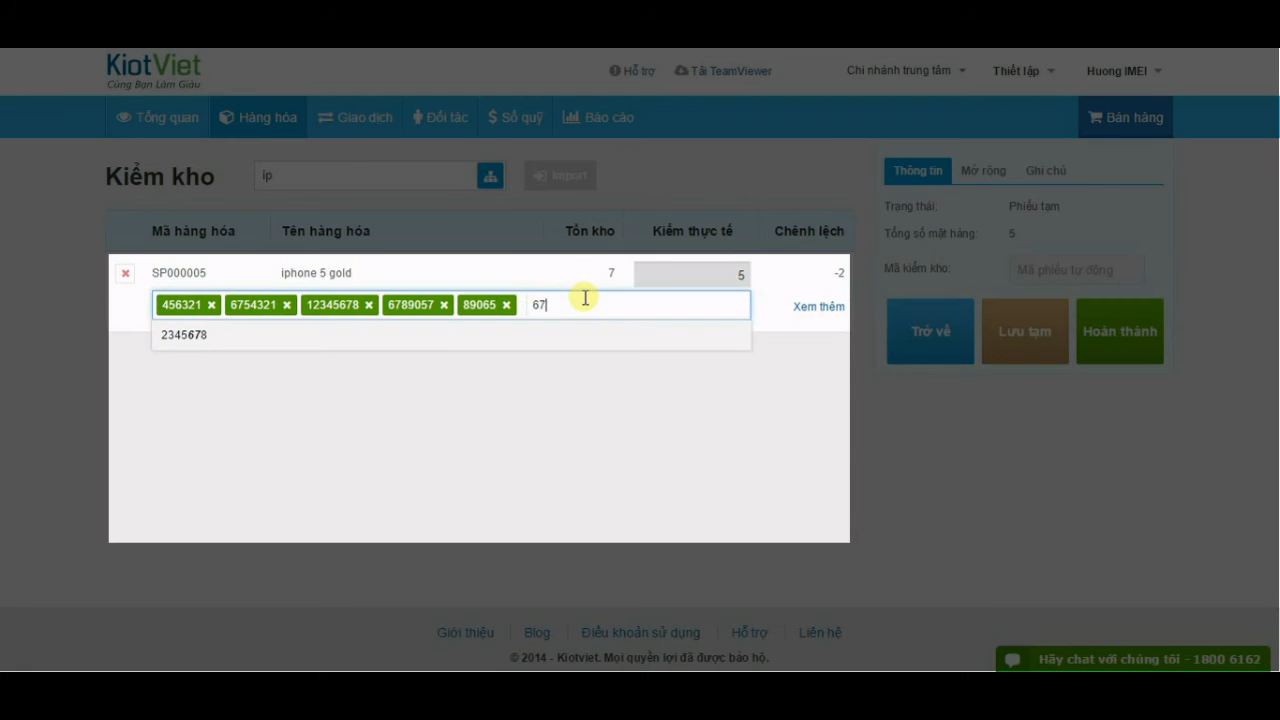 KiotViet
Cùng Bạn Làm Giàu
Hỗ trợ Tải TeamViewer Chi nhánh trung tâm Thiết lập Huong IMEI
Tổng quan Hàng hóa Giao dịch Đối tác Sổ quỹ Báo cáo Bán hàng
Kiểm kho íp Import
Thông tin Mở rộng Ghi chú
Trạng thái: Phiếu tạm
Tổng số mặt hàng: 5
Mã kiểm kho: Mã phiếu tự động
Trở về Lưu tạm Hoàn thành
Mã hàng hóa Tên hàng hóa Tồn kho Kiểm thực tế Chênh lệch
SP000005 iphone 5 gold 7 5 -2
456321 6754321 12345678 6789057 89065 67 Xem thêm
2345678
Giới thiệu Blog Điều khoản sử dụng Hỗ trợ Liên hệ
© 2014 - Kiotviet. Mọi quyền lợi đã được bảo hộ.
Hãy chat với chúng tôi - 1800 6162